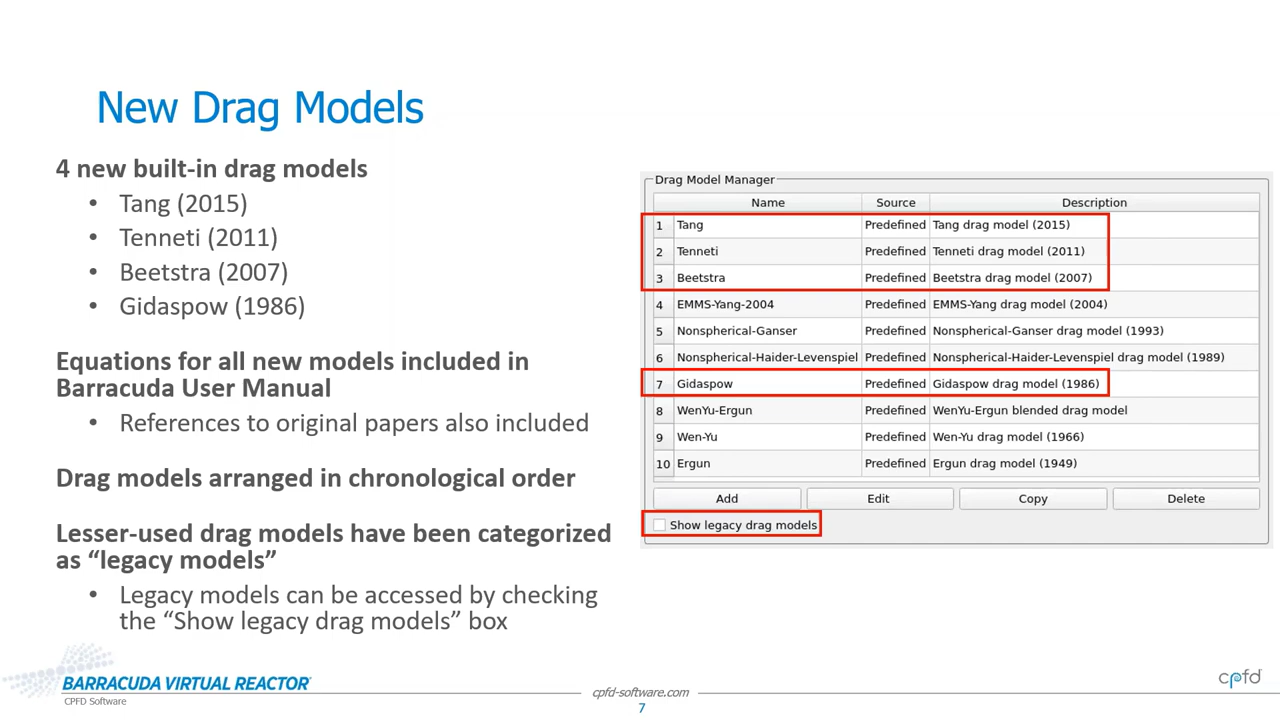 New Drag Models
4 new built-in drag models
• Tang (2015)
• Tenneti (2011)
• Beetstra (2007)
• Gidaspow (1986)
Equations for all new models included in
Barracuda User Manual
• References to original papers also included
Drag models arranged in chronological order
Lesser-used drag models have been categorized
as “legacy models”
• Legacy models can be accessed by checking
the “Show legacy drag models” box
Drag Model Manager
Name Source Description
1 Tang Predefined Tang drag model (2015)
2 Tenneti Predefined Tenneti drag model (2011)
3 Beetstra Predefined Beetstra drag model (2007)
4 EMMS-Yang-2004 Predefined EMMS-Yang drag model (2004)
5 Nonspherical-Ganser Predefined Nonspherical-Ganser drag model (1993)
6 Nonspherical-Haider-Levenspiel Predefined Nonspherical-Haider-Levenspiel drag model (1989)
7 Gidaspow Predefined Gidaspow drag model (1986)
8 WenYu-Ergun Predefined WenYu-Ergun blended drag model
9 Wen-Yu Predefined Wen-Yu drag model (1966)
10 Ergun Predefined Ergun drag model (1949)
Add Edit Copy Delete
Show legacy drag models
BARRACUDA VIRTUAL REACTOR
CPFD Software
cpfd-software.com
7
cpfd